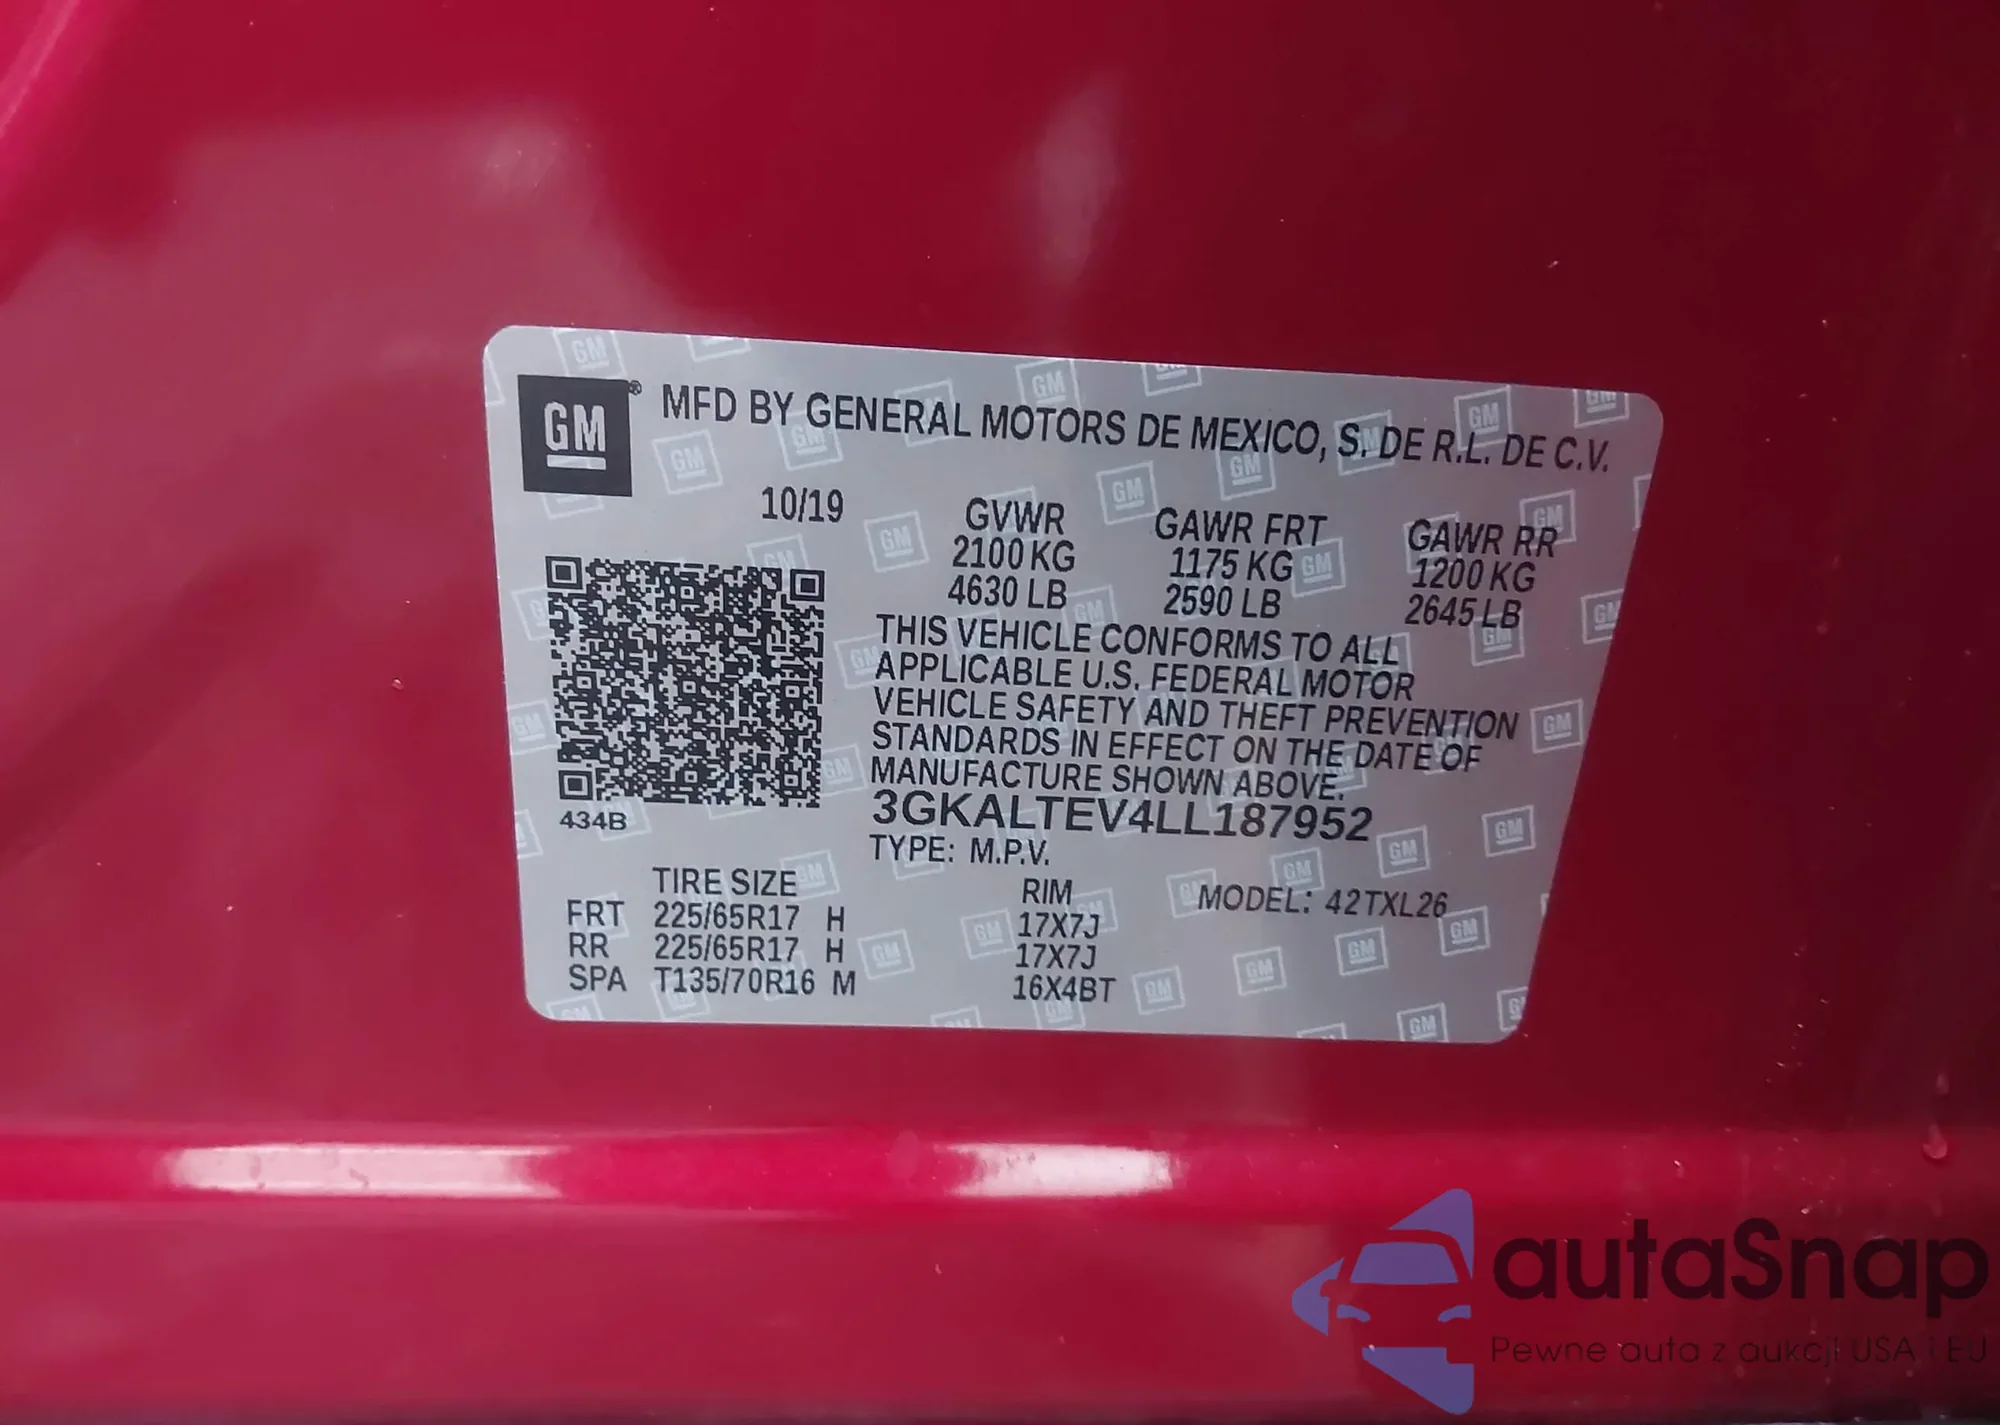 GM® MFD BY GENERAL MOTORS DE MEXICO, S. DE R.L. DE C.V.
10/19 GVWR GAWR FRT GAWR RR
2100 KG 1175 KG 1200 KG
4630 LB 2590 LB 2645 LB
THIS VEHICLE CONFORMS TO ALL
APPLICABLE U.S. FEDERAL MOTOR
VEHICLE SAFETY AND THEFT PREVENTION
STANDARDS IN EFFECT ON THE DATE OF
MANUFACTURE SHOWN ABOVE.
434B 3GKALTEV4LL187952
TYPE: M.P.V.
TIRE SIZE RIM MODEL: 42TXL26
FRT 225/65R17 H 17X7J
RR 225/65R17 H 17X7J
SPA T135/70R16 M 16X4BT
autaSnap
Pewne auta z aukcji USA i EU